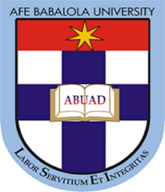 AFE BABALOLA UNIVERSITY
ABUAD
LABOR SERVITIUM ET INTEGRITAS